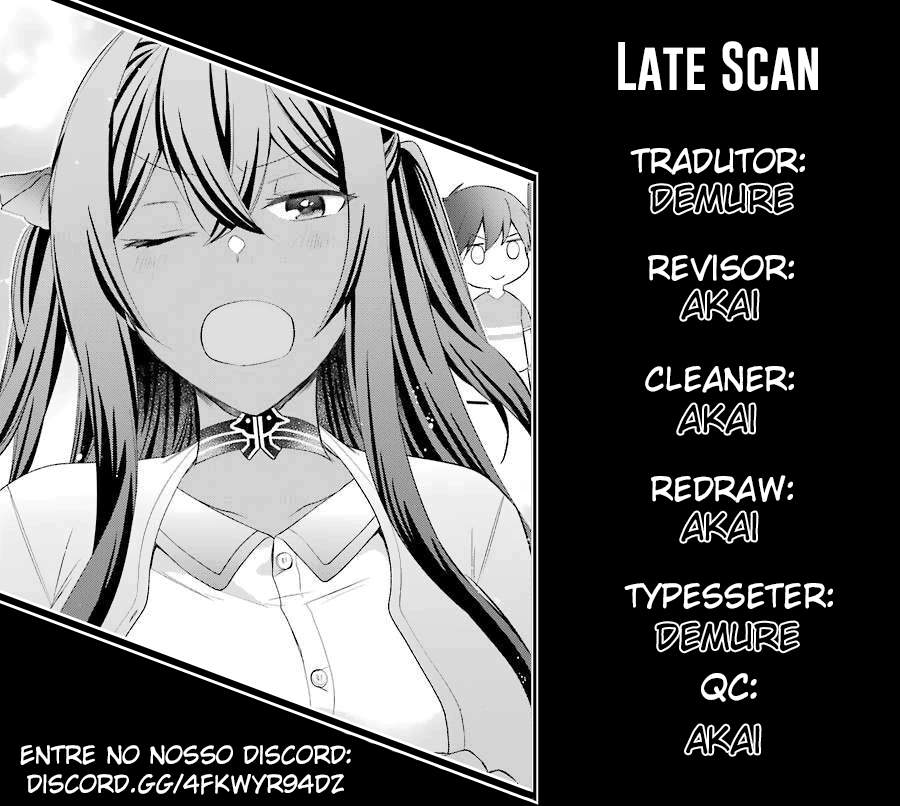 LATE SCAN
TRADUTOR:
DEMURE
REVISOR:
AKAI
CLEANER:
AKAI
REDRAW:
AKAI
TYPESSETER:
DEMURE
QC:
AKAI
ENTRE NO NOSSO DISCORD:
DISCORD.GG/4FKWYR94DZ